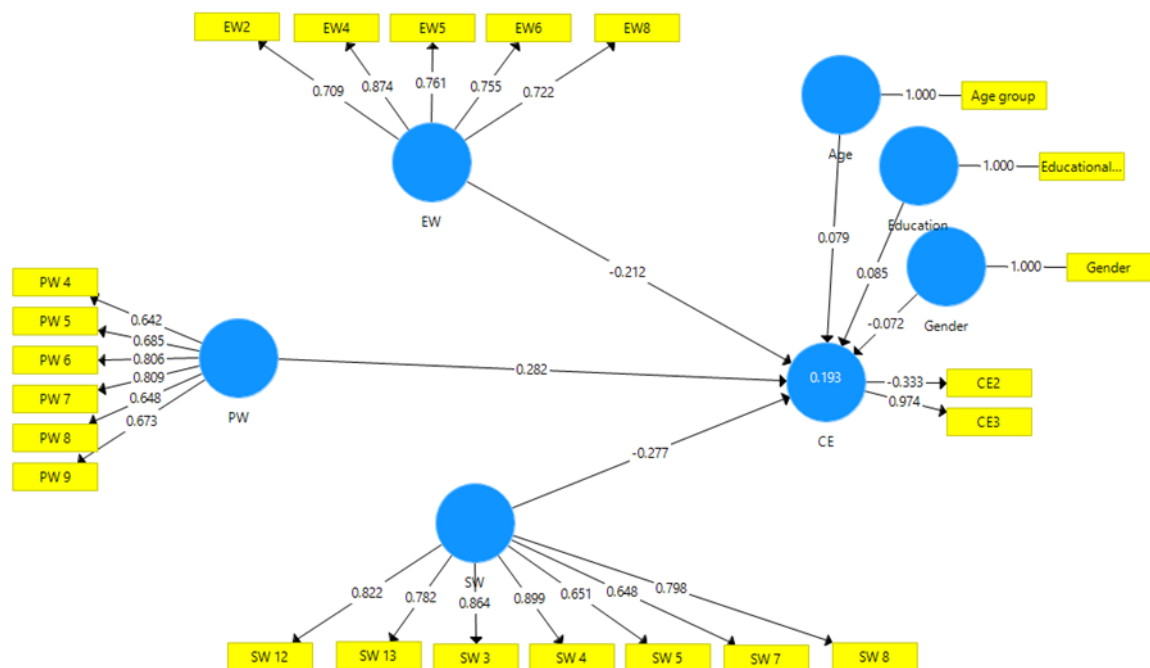 EW2
EW4
EW5
EW6
EW8
0.709
0.874
0.761
0.755
0.722
EW
Age
1.000
Age group
Education
1.000
Educational...
Gender
1.000
Gender
0.079
0.085
-0.072
-0.212
PW 4
PW 5
PW 6
PW 7
PW 8
PW 9
0.642
0.685
0.806
0.809
0.648
0.673
PW
0.282
0.193
CE
-0.333
0.974
CE2
CE3
-0.277
SW
0.822
0.782
0.864
0.899
0.651
0.648
0.798
SW 12
SW 13
SW 3
SW 4
SW 5
SW 7
SW 8